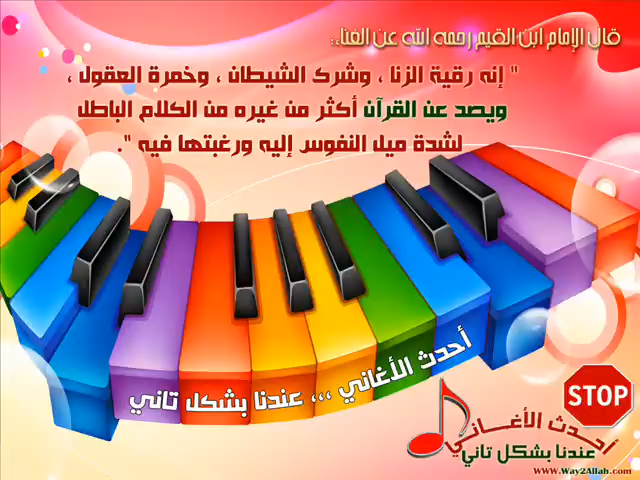 قال الإمام ابن القيم رحمه الله عن الغناء:
" إنه رقية الزنا ، وشرك الشيطان ، وخمرة العقول ،
ويصد عن القرآن أكثر من غيره من الكلام الباطل
لشدة ميل النفوس إليه ورغبتها فيه ".
أحدث الأغاني ,,, عندنا بشكل تاني
STOP
أحدث الأغاني
عندنا بشكل تاني
www.Way2Allah.com